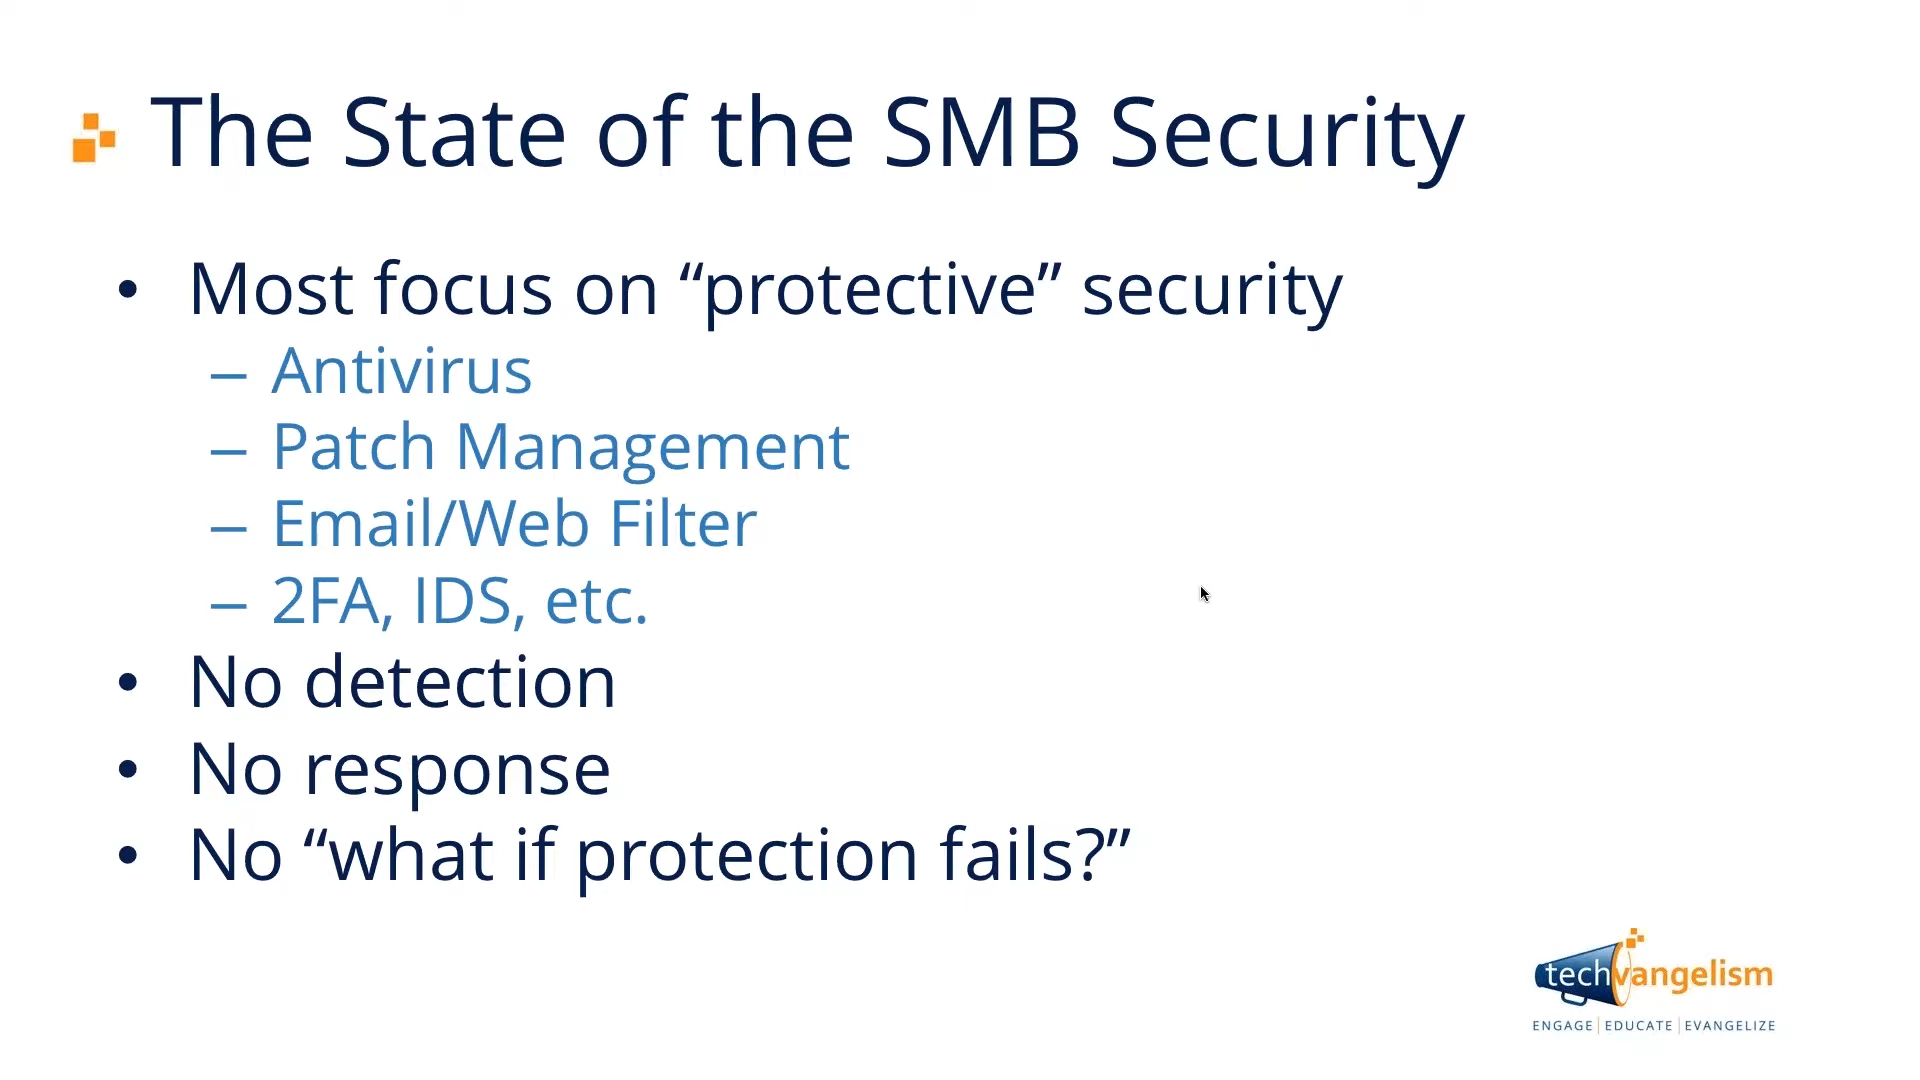 The State of the SMB Security
• Most focus on “protective” security
– Antivirus
– Patch Management
– Email/Web Filter
– 2FA, IDS, etc.
• No detection
• No response
• No “what if protection fails?”
techvangelism
ENGAGE | EDUCATE | EVANGELIZE